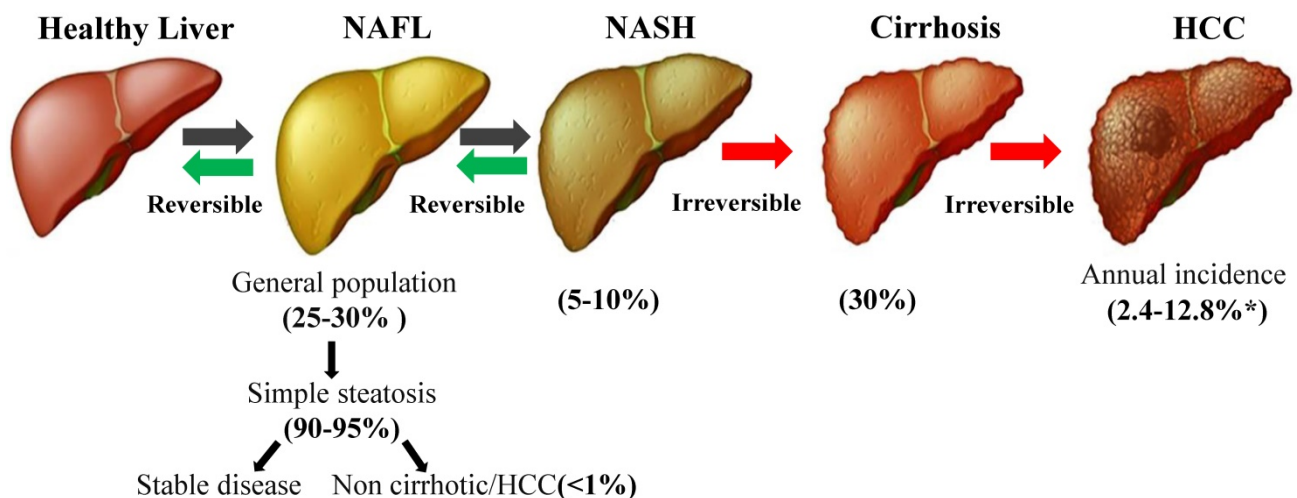 Healthy Liver
NAFL
NASH
Cirrhosis
HCC
Reversible
Reversible
Irreversible
Irreversible
General population
(25-30% )
(5-10%)
(30%)
Annual incidence
(2.4-12.8%*)
Simple steatosis
(90-95%)
Stable disease
Non cirrhotic/HCC(<1%)